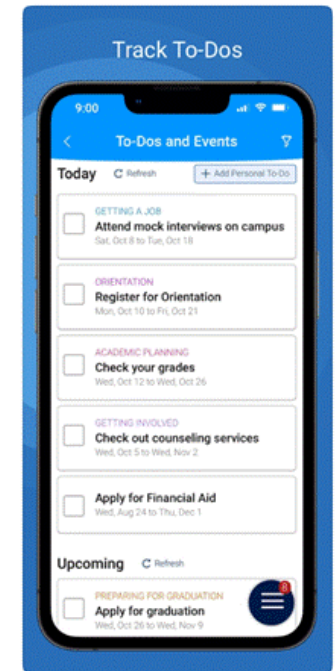 Track To-Dos
9:00
To-Dos and Events
Today
Refresh
+ Add Personal To-Do
GETTING A JOB
Attend mock interviews on campus
Sat, Oct 8 to Tue, Oct 18
ORIENTATION
Register for Orientation
Mon, Oct 10 to Fri, Oct 21
ACADEMIC PLANNING
Check your grades
Wed, Oct 12 to Wed, Oct 26
GETTING INVOLVED
Check out counseling services
Wed, Oct 5 to Wed, Nov 2
Apply for Financial Aid
Wed, Aug 24 to Thu, Dec 1
Upcoming
Refresh
PREPARING FOR GRADUATION
Apply for graduation
Wed, Oct 26 to Wed, Nov 9
8